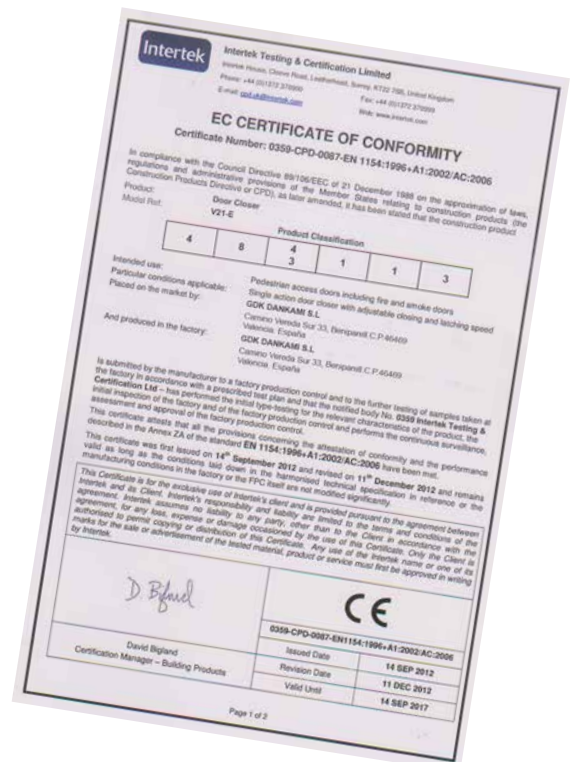 Intertek
Intertek Testing & Certification Limited
Intertek House, Cleeve Road, Leatherhead, Surrey, KT22 7SB, United Kingdom
Phone: +44 (0)1372 370900
Fax: +44 (0)1372 370999
E-mail:
Web: www.intertek.com
EC CERTIFICATE OF CONFORMITY
Certificate Number: 0359-CPD-0087-EN 1154:1996+A1:2002/AC:2006
In compliance with the Council Directive 89/106/EEC of 21 December 1988 on the approximation of laws,
regulations and administrative provisions of the Member States relating to construction products (the
Construction Products Directive or CPD), as later amended, it has been stated that the construction product
Product: Door Closer
Model Ref: V21-E
Product Classification
4 8 4 3 1 1 3
Intended use: Pedestrian access doors including fire and smoke doors
Particular conditions applicable: Single action door closer with adjustable closing and latching speed
Placed on the market by: GDK DANKAMI S.L
Camino Vereda Sur 33, Beniparrell C.P.46469
Valencia, España
And produced in the factory: GDK DANKAMI S.L
Camino Vereda Sur 33, Beniparrell C.P.46469
Valencia, España
Is submitted by the manufacturer to a factory production control and to the further testing of samples taken at
the factory in accordance with a prescribed test plan and that the notified body No. 0359 Intertek Testing &
Certification Ltd – has performed the initial type-testing for the relevant characteristics of the product, the
initial inspection of the factory and of the factory production control and performs the continuous surveillance,
assessment and approval of the factory production control.
This certificate attests that all the provisions concerning the attestation of conformity and the performance
described in the Annex ZA of the standard EN 1154:1996+A1:2002/AC:2006 have been met.
This certificate was first issued on 14th September 2012 and revised on 11th December 2012 and remains
valid as long as the conditions laid down in the harmonised technical specification in reference or the
manufacturing conditions in the factory or the FPC itself are not modified significantly.
This Certificate is for the exclusive use of Intertek's client and is provided pursuant to the agreement between
Intertek and its Client. Intertek's responsibility and liability are limited to the terms and conditions of the
agreement. Intertek assumes no liability to any party, other than to the Client in accordance with the
agreement, for any loss, expense or damage occasioned by the use of this Certificate. Only the Client is
authorised to permit copying or distribution of this Certificate. Any use of the Intertek name or one of its
marks for the sale or advertisement of the tested material, product or service must first be approved in writing
by Intertek.
CE
0359-CPD-0087-EN1154:1996+A1:2002/AC:2006
David Bigland
Certification Manager – Building Products
Issued Date 14 SEP 2012
Revision Date 11 DEC 2012
Valid Until 14 SEP 2017
Page 1 of 2